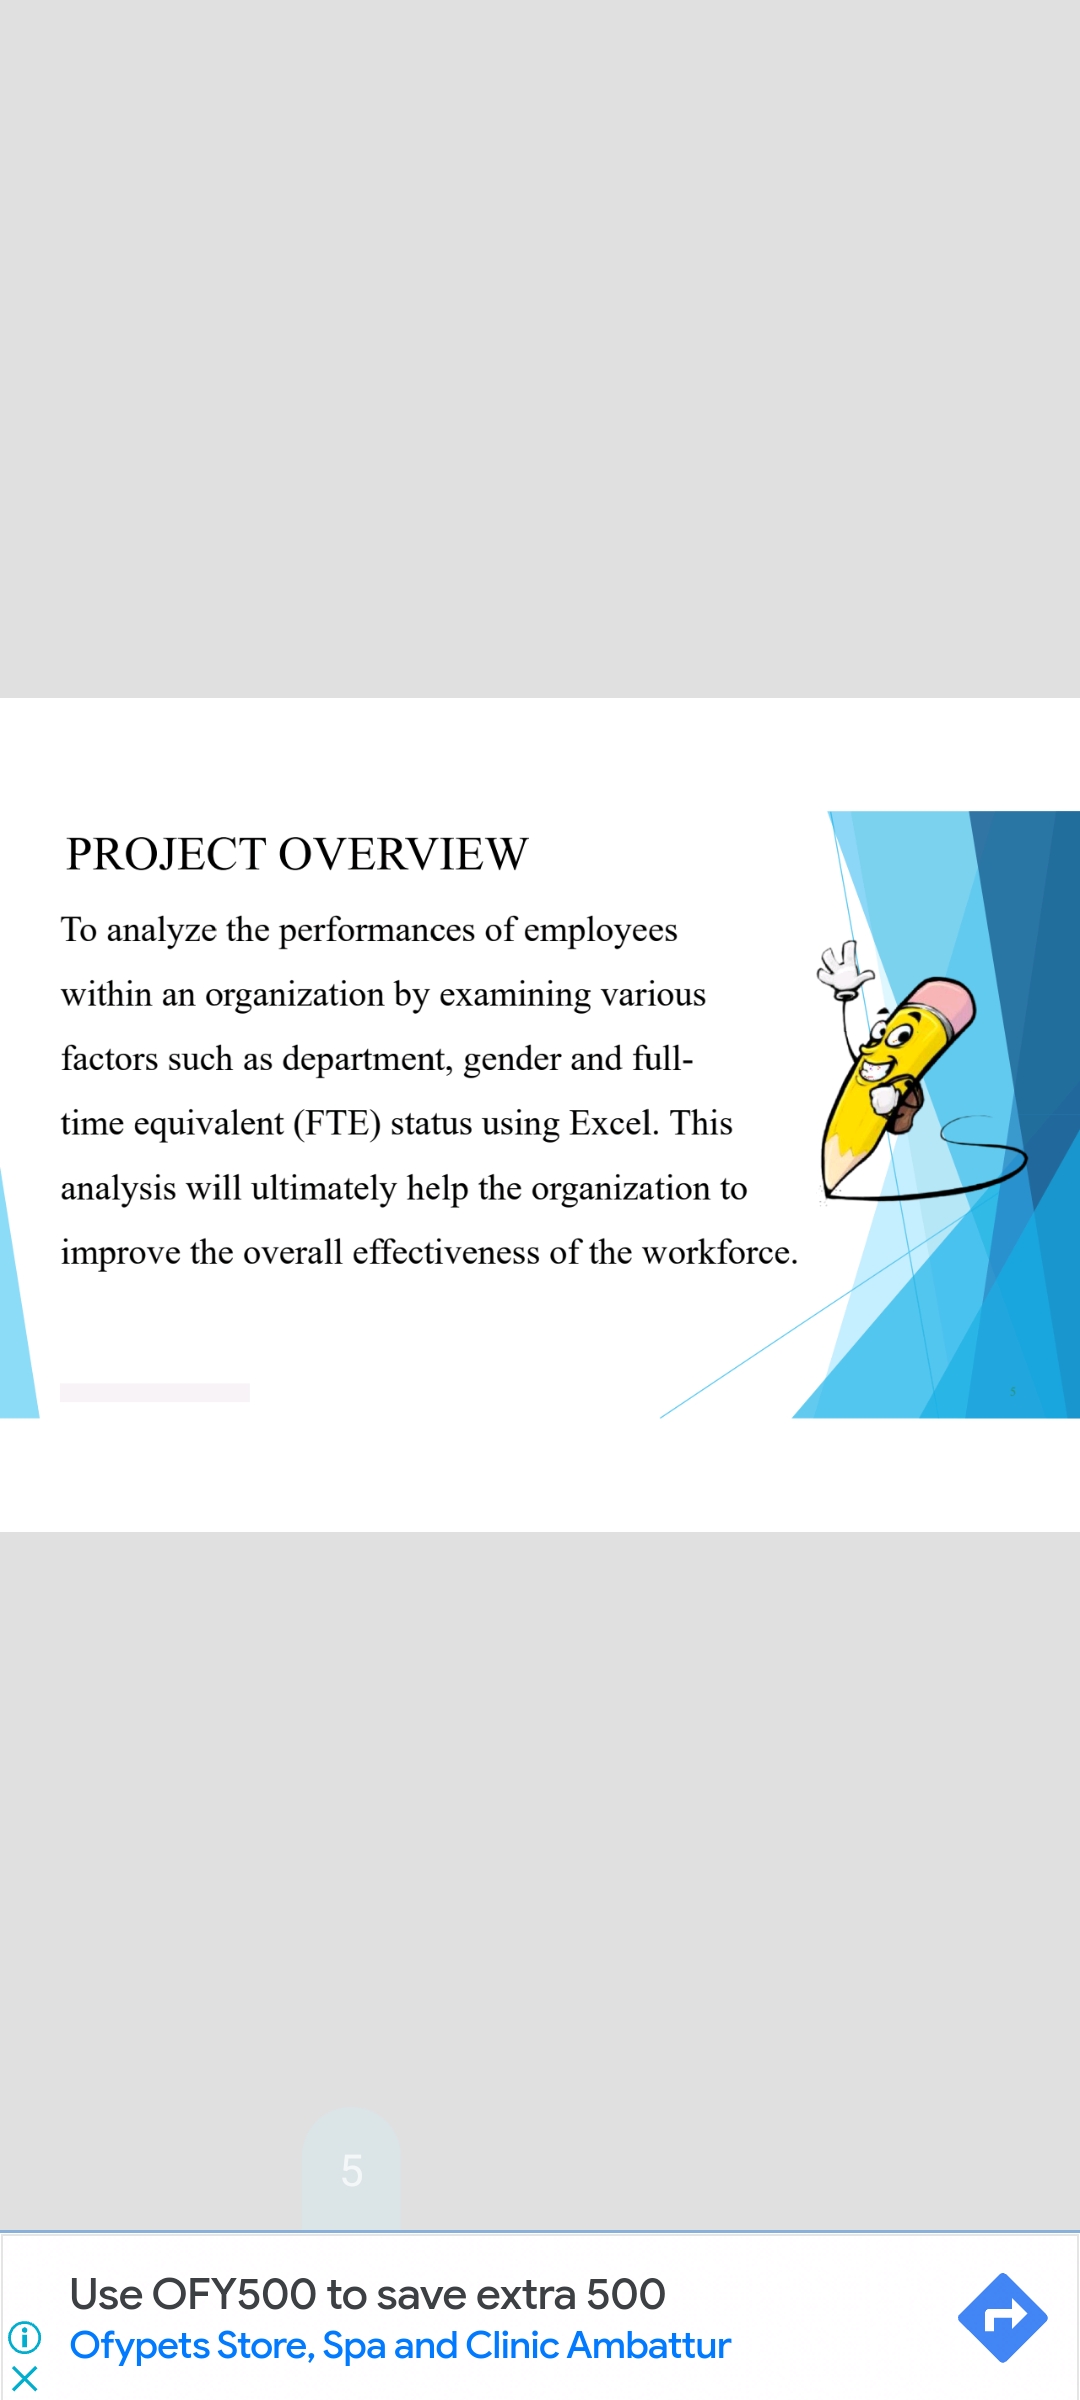 PROJECT OVERVIEW
To analyze the performances of employees
within an organization by examining various
factors such as department, gender and full-
time equivalent (FTE) status using Excel. This
analysis will ultimately help the organization to
improve the overall effectiveness of the workforce.
5
5
Use OFY500 to save extra 500
Ofypets Store, Spa and Clinic Ambattur